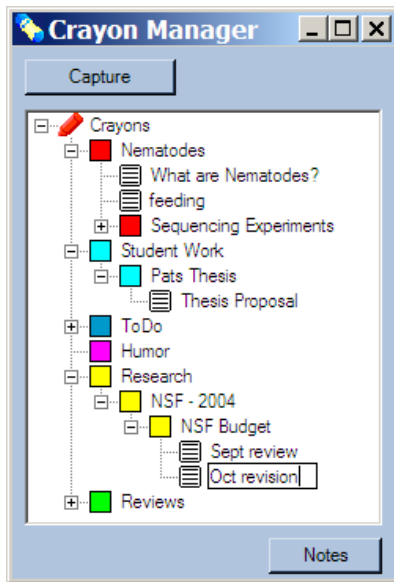 Crayon Manager
Capture
Crayons
Nematodes
What are Nematodes?
feeding
Sequencing Experiments
Student Work
Pats Thesis
Thesis Proposal
ToDo
Humor
Research
NSF - 2004
NSF Budget
Sept review
Oct revision
Reviews
Notes